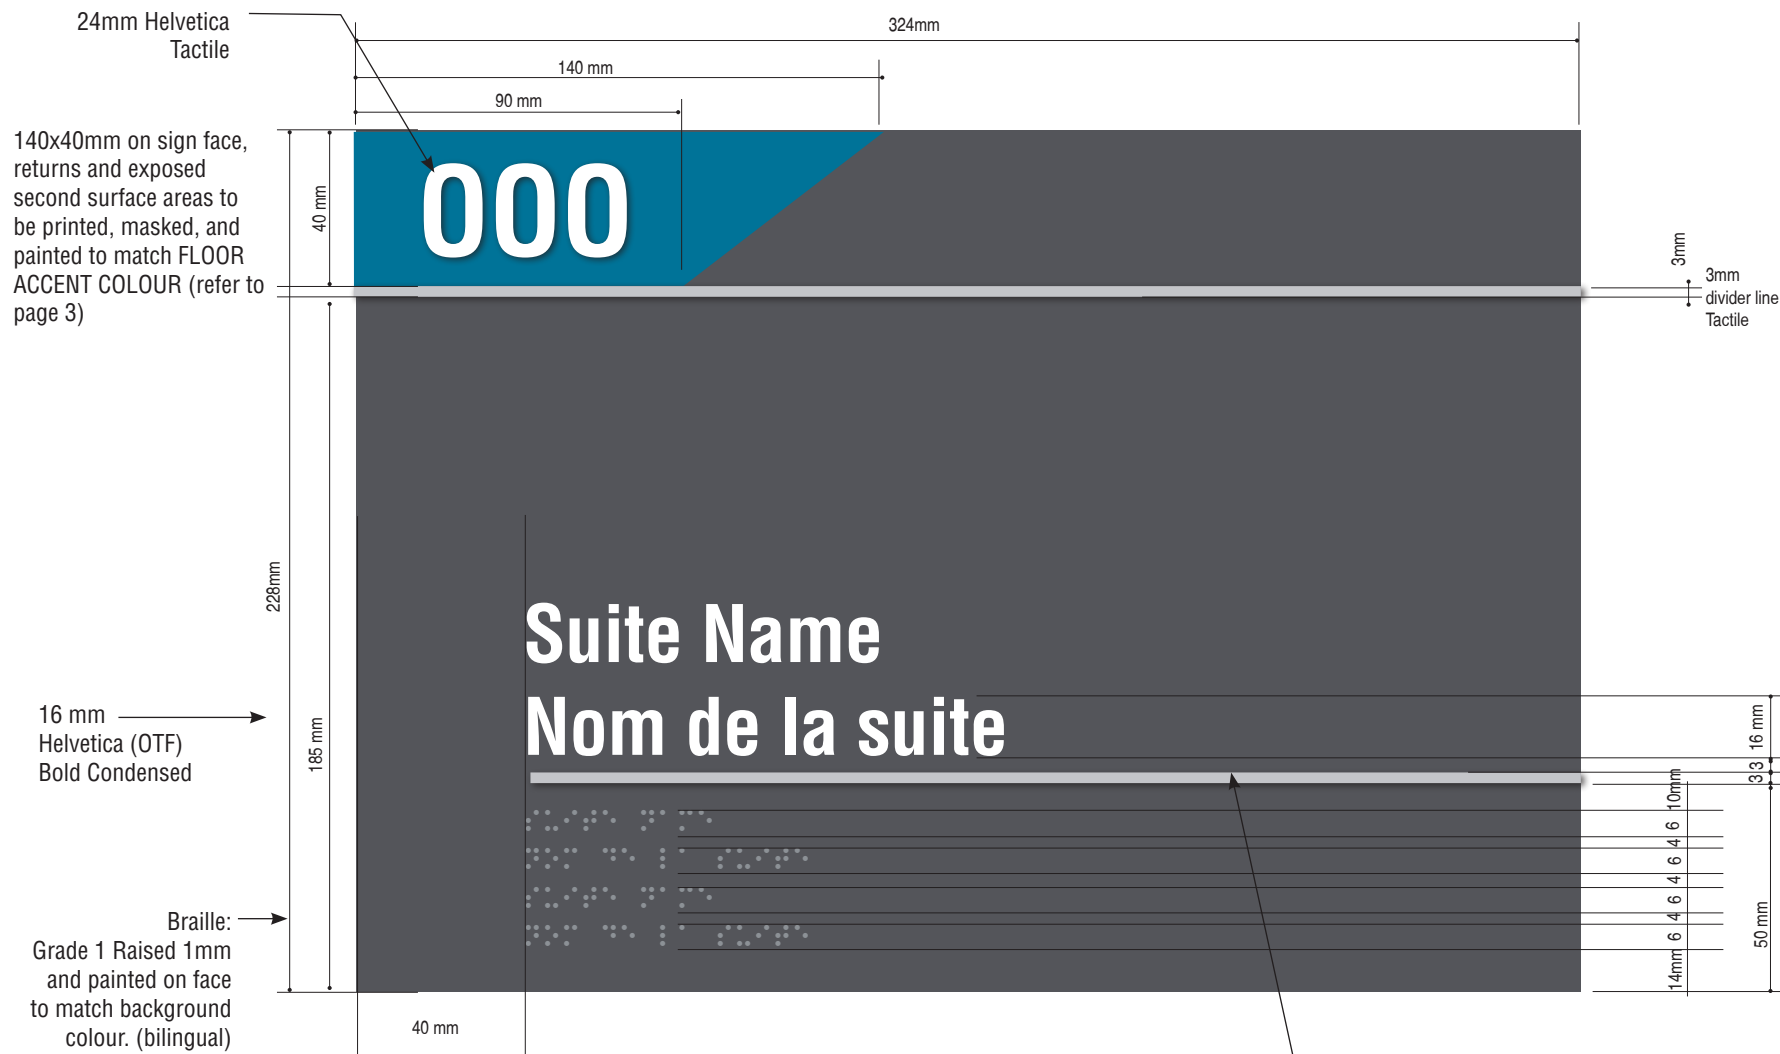 24mm Helvetica
Tactile
324mm
140 mm
90 mm
140x40mm on sign face,
returns and exposed
second surface areas to
be printed, masked, and
painted to match FLOOR
ACCENT COLOUR (refer to
page 3)
40 mm
000
3mm
3mm
divider line
Tactile
228mm
185 mm
Suite Name
Nom de la suite
16 mm
Helvetica (OTF)
Bold Condensed
16 mm
3 3
10mm
6
4
6
4
6
4
6
14mm
50 mm
Braille:
Grade 1 Raised 1mm
and painted on face
to match background
colour. (bilingual)
40 mm